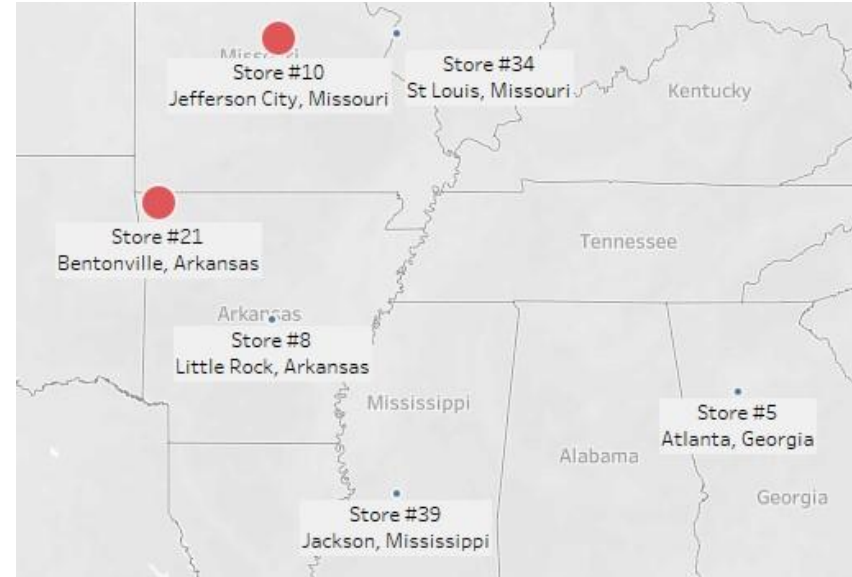 Missouri
Store #10
Jefferson City, Missouri
Store #34
St Louis, Missouri
Kentucky
Store #21
Bentonville, Arkansas
Tennessee
Arkansas
Store #8
Little Rock, Arkansas
Mississippi
Store #5
Atlanta, Georgia
Alabama
Georgia
Store #39
Jackson, Mississippi